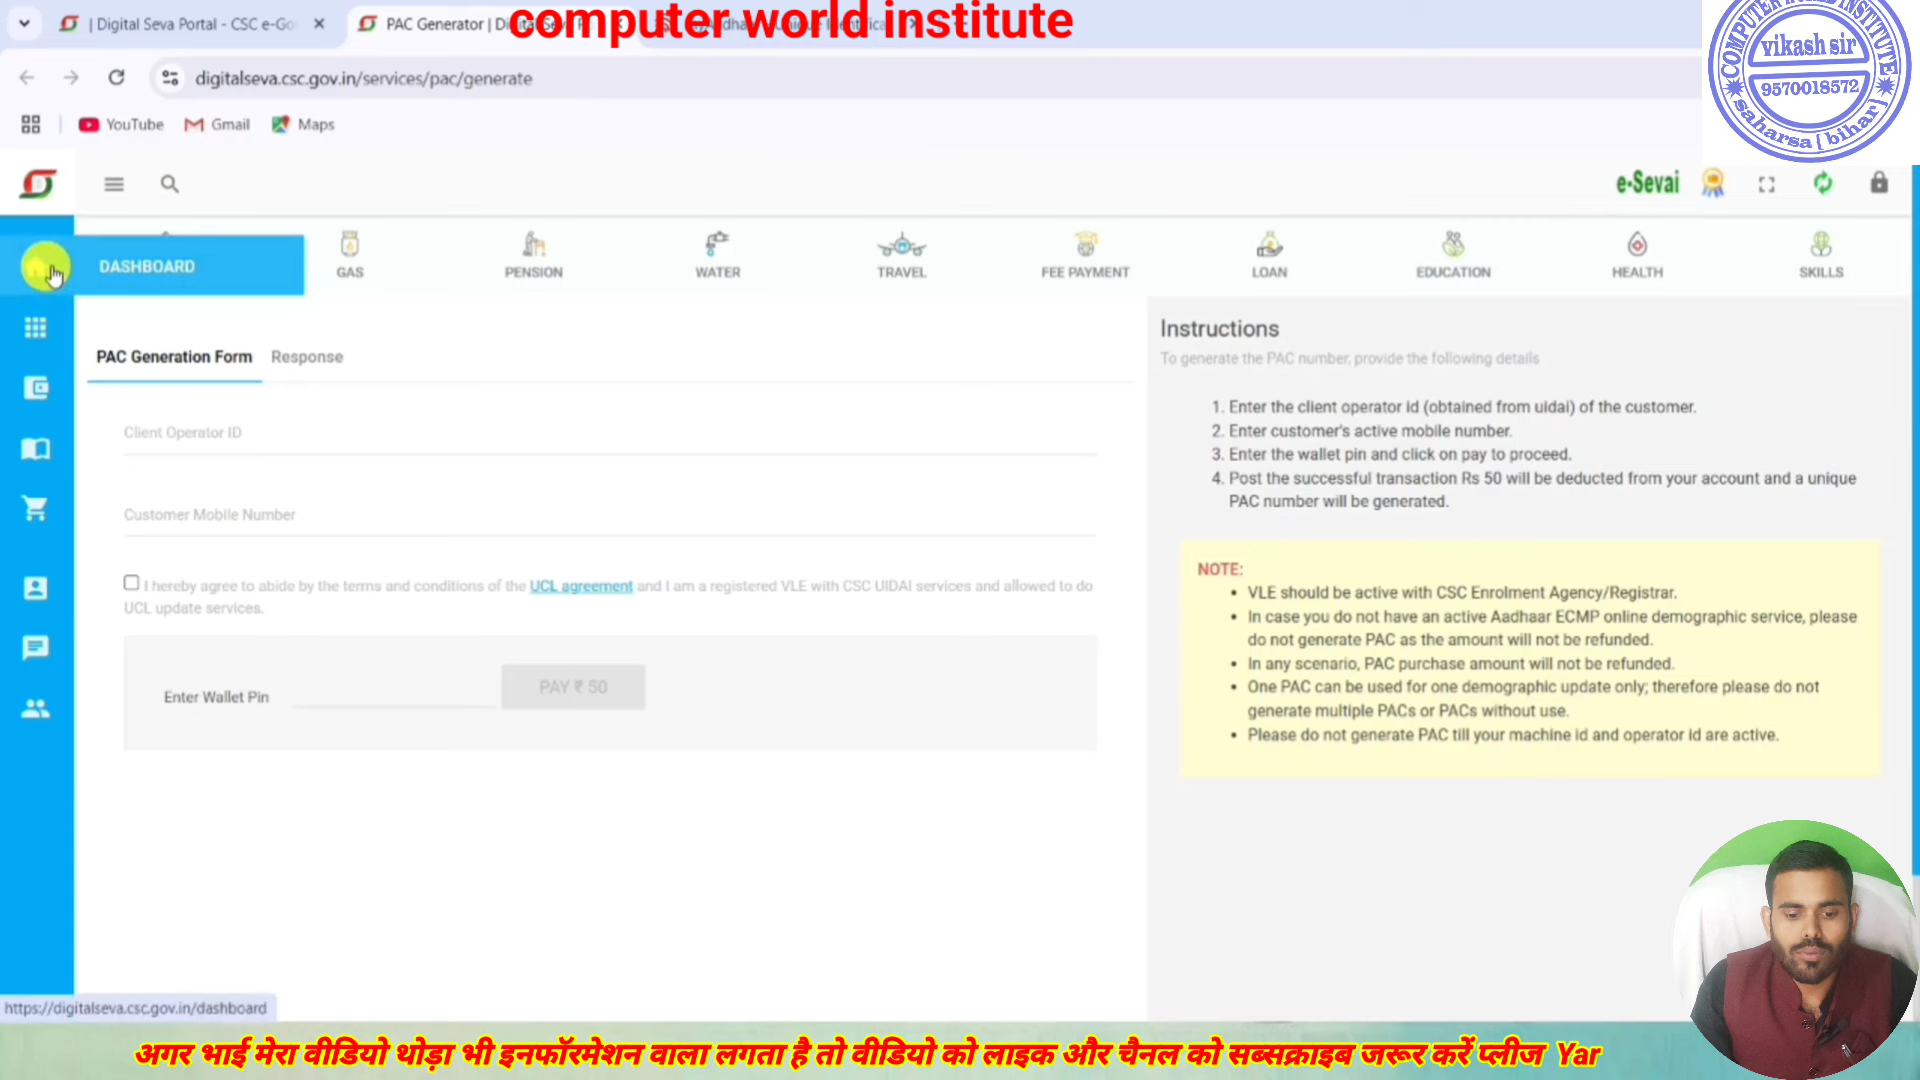 computer world institute
| Digital Seva Portal - CSC e-Go
PAC Generator |
digitalseva.csc.gov.in/services/pac/generate
YouTube
Gmail
Maps
COMPUTER WORLD INSTITUTE
vikash sir
9570018572
saharsa [ bihar ]
e-Sevai
DASHBOARD
GAS
PENSION
WATER
TRAVEL
FEE PAYMENT
LOAN
EDUCATION
HEALTH
SKILLS
PAC Generation Form
Response
Client Operator ID
Customer Mobile Number
I hereby agree to abide by the terms and conditions of the UCL agreement and I am a registered VLE with CSC UIDAI services and allowed to do
UCL update services.
Enter Wallet Pin
PAY ₹ 50
Instructions
To generate the PAC number, provide the following details
1. Enter the client operator id (obtained from uidai) of the customer.
2. Enter customer's active mobile number.
3. Enter the wallet pin and click on pay to proceed.
4. Post the successful transaction Rs 50 will be deducted from your account and a unique
PAC number will be generated.
NOTE:
• VLE should be active with CSC Enrolment Agency/Registrar.
• In case you do not have an active Aadhaar ECMP online demographic service, please
do not generate PAC as the amount will not be refunded.
• In any scenario, PAC purchase amount will not be refunded.
• One PAC can be used for one demographic update only; therefore please do not
generate multiple PACs or PACs without use.
• Please do not generate PAC till your machine id and operator id are active.
https://digitalseva.csc.gov.in/dashboard
अगर भाई मेरा वीडियो थोड़ा भी इनफॉरमेशन वाला लगता है तो वीडियो को लाइक और चैनल को सब्सक्राइब जरूर करें प्लीज Yar